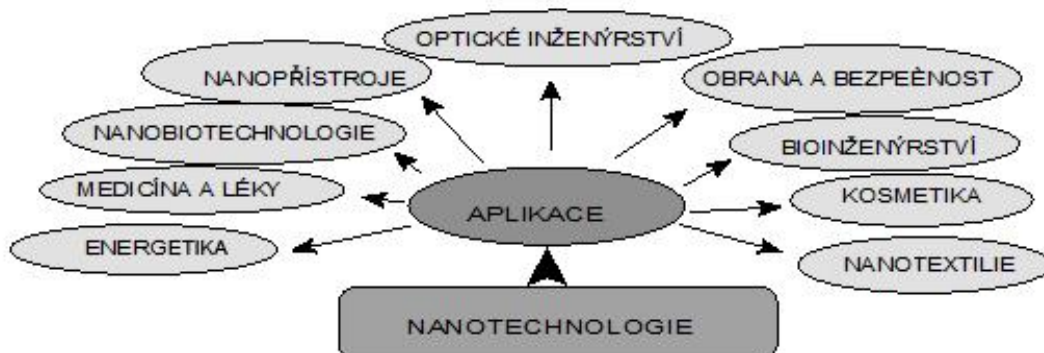 OPTICKÉ INŽENÝRSTVÍ
NANOPŘÍSTROJE
OBRANA A BEZPEÈNOST
NANOBIOTECHNOLOGIE
BIOINŽENÝRSTVÍ
MEDICÍNA A LÉKY
KOSMETIKA
APLIKACE
ENERGETIKA
NANOTEXTILIE
NANOTECHNOLOGIE